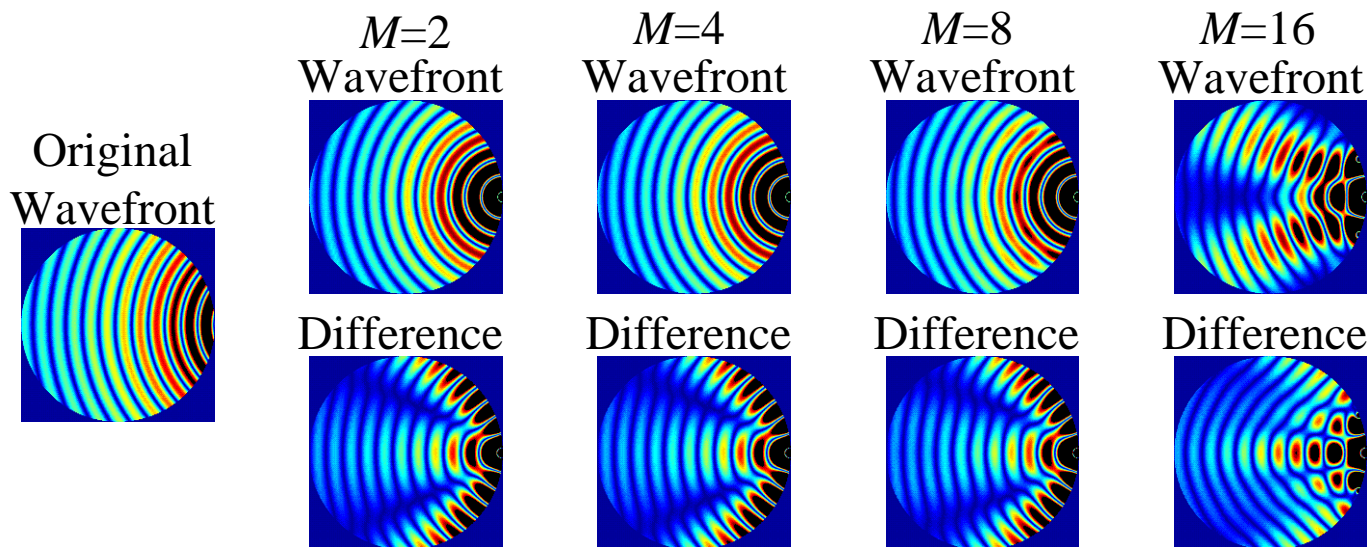 Original
Wavefront
M=2
Wavefront
Difference
M=4
Wavefront
Difference
M=8
Wavefront
Difference
M=16
Wavefront
Difference